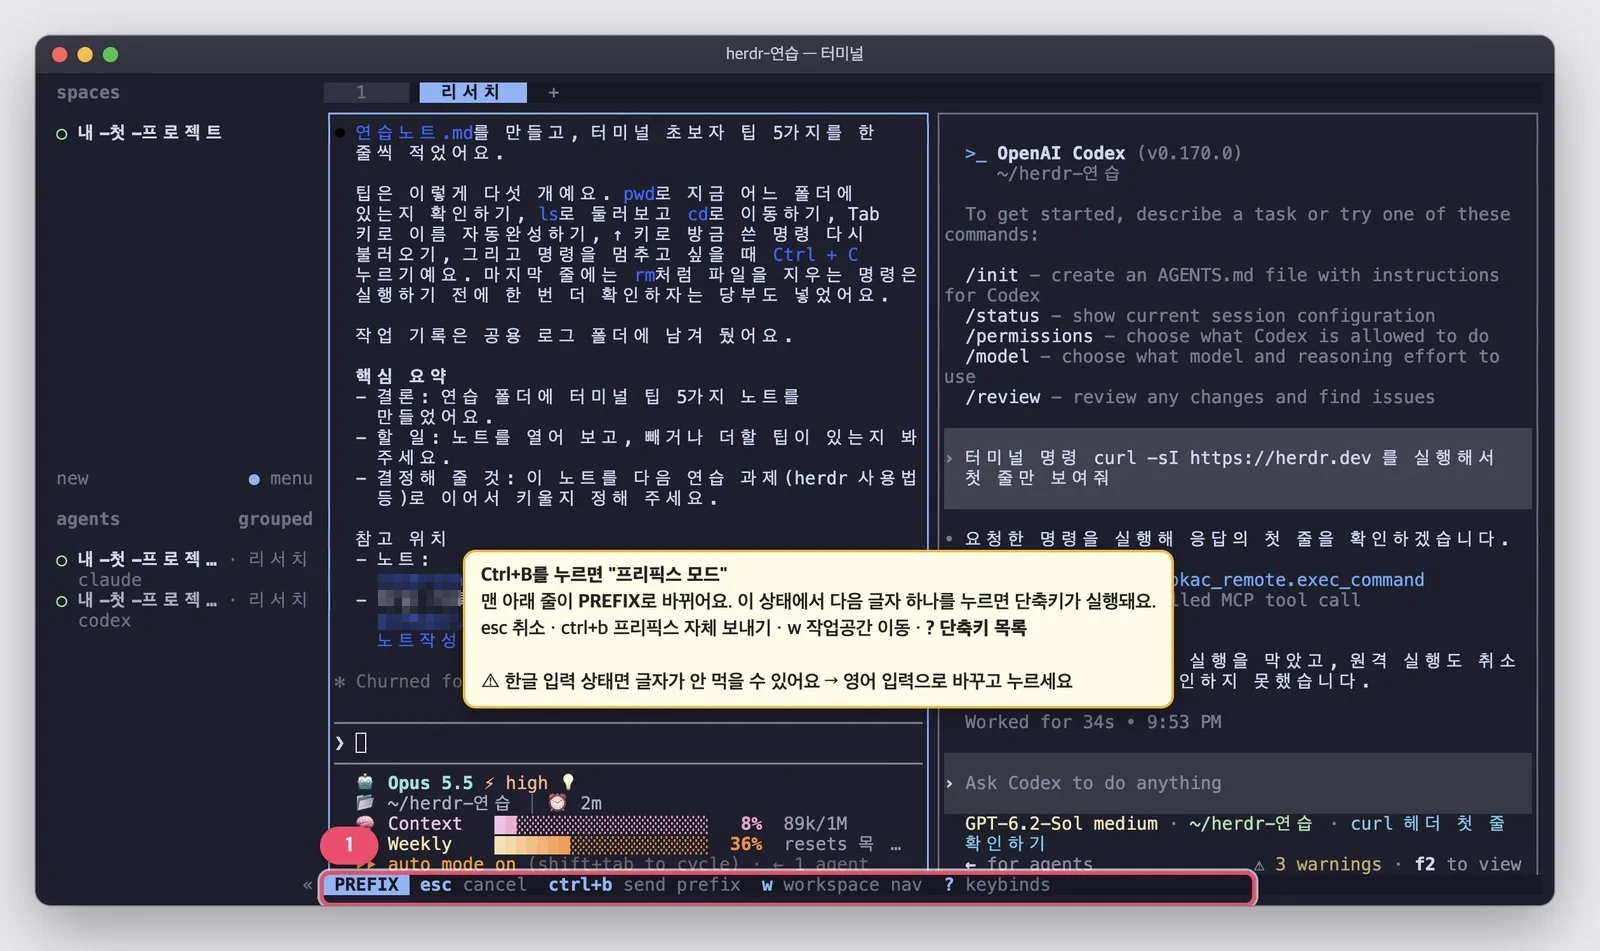 herdr-연습 — 터미널
spaces
내-첫-프로젝트
new
menu
agents
grouped
내-첫-프로젝… · 리서치
claude
내-첫-프로젝… · 리서치
codex
1
리서치
+
연습노트.md를 만들고, 터미널 초보자 팁 5가지를 한
줄씩 적었어요.
팁은 이렇게 다섯 개예요. pwd로 지금 어느 폴더에
있는지 확인하기, ls로 둘러보고 cd로 이동하기, Tab
키로 이름 자동완성하기, ↑ 키로 방금 쓴 명령 다시
불러오기, 그리고 명령을 멈추고 싶을 때 Ctrl + C
누르기예요. 마지막 줄에는 rm처럼 파일을 지우는 명령은
실행하기 전에 한 번 더 확인하자는 당부도 넣었어요.
작업 기록은 공용 로그 폴더에 남겨 뒀어요.
핵심 요약
– 결론: 연습 폴더에 터미널 팁 5가지 노트를
만들었어요.
– 할 일: 노트를 열어 보고, 빼거나 더할 팁이 있는지 봐
주세요.
– 결정해 줄 것: 이 노트를 다음 연습 과제(herdr 사용법
등)로 이어서 키울지 정해 주세요.
참고 위치
– 노트:
–
노트작성
✻ Churned fo
❯
Opus 5.5 ⚡ high 💡
~/herdr-연습 | ⏰ 2m
Context 8% 89k/1M
Weekly 36% resets 목 …
auto mode on (shift+tab to cycle) · ← 1 agent
>_ OpenAI Codex (v0.170.0)
~/herdr-연습
To get started, describe a task or try one of these
commands:
/init – create an AGENTS.md file with instructions
for Codex
/status – show current session configuration
/permissions – choose what Codex is allowed to do
/model – choose what model and reasoning effort to
use
/review – review any changes and find issues
› 터미널 명령 curl -sI https://herdr.dev 를 실행해서
첫 줄만 보여줘
• 요청한 명령을 실행해 응답의 첫 줄을 확인하겠습니다.
okac_remote.exec_command
lled MCP tool call
실행을 막았고, 원격 실행도 취소
인하지 못했습니다.
Worked for 34s • 9:53 PM
› Ask Codex to do anything
GPT-6.2-Sol medium · ~/herdr-연습 · curl 헤더 첫 줄
확인하기
← for agents
⚠ 3 warnings · f2 to view
Ctrl+B를 누르면 "프리픽스 모드"
맨 아래 줄이 PREFIX로 바뀌어요. 이 상태에서 다음 글자 하나를 누르면 단축키가 실행돼요.
esc 취소 · ctrl+b 프리픽스 자체 보내기 · w 작업공간 이동 · ? 단축키 목록
⚠ 한글 입력 상태면 글자가 안 먹을 수 있어요 → 영어 입력으로 바꾸고 누르세요
1
« PREFIX esc cancel ctrl+b send prefix w workspace nav ? keybinds